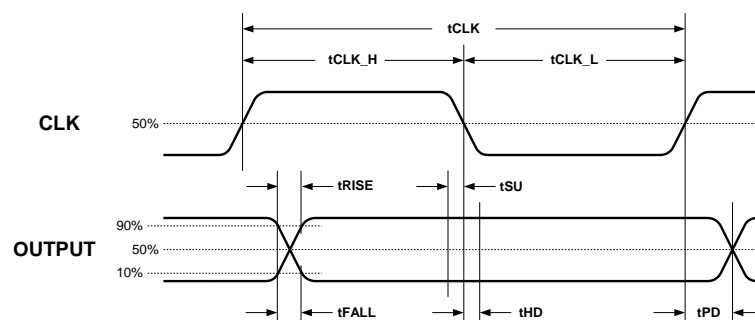 tCLK
tCLK_H
tCLK_L
CLK
50%
tRISE
tSU
90%
OUTPUT
50%
10%
tFALL
tHD
tPD